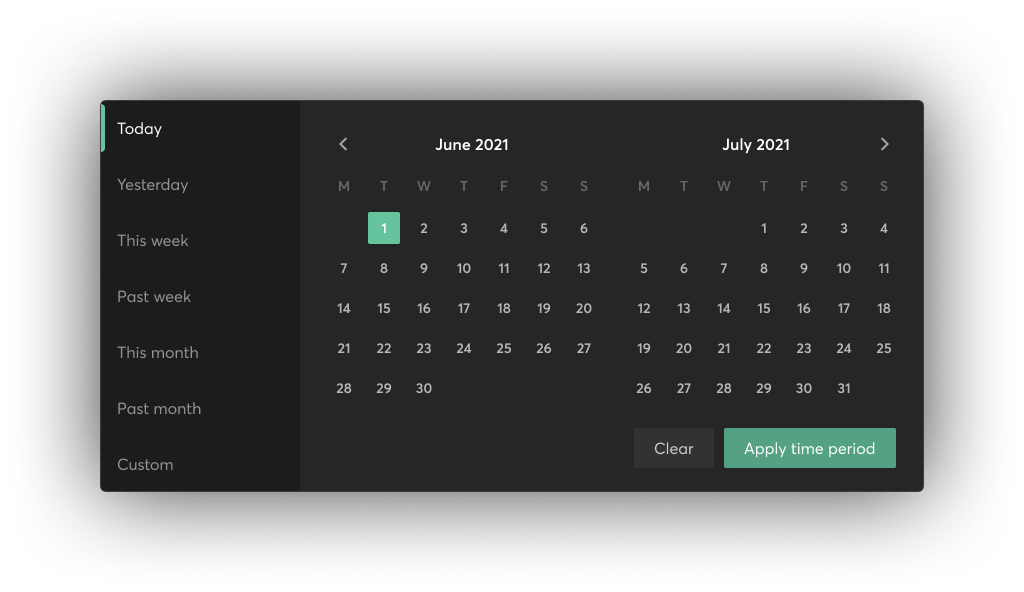 Today
Yesterday
This week
Past week
This month
Past month
Custom
June 2021
M T W T F S S
1 2 3 4 5 6
7 8 9 10 11 12 13
14 15 16 17 18 19 20
21 22 23 24 25 26 27
28 29 30
July 2021
M T W T F S S
1 2 3 4
5 6 7 8 9 10 11
12 13 14 15 16 17 18
19 20 21 22 23 24 25
26 27 28 29 30 31
Clear
Apply time period